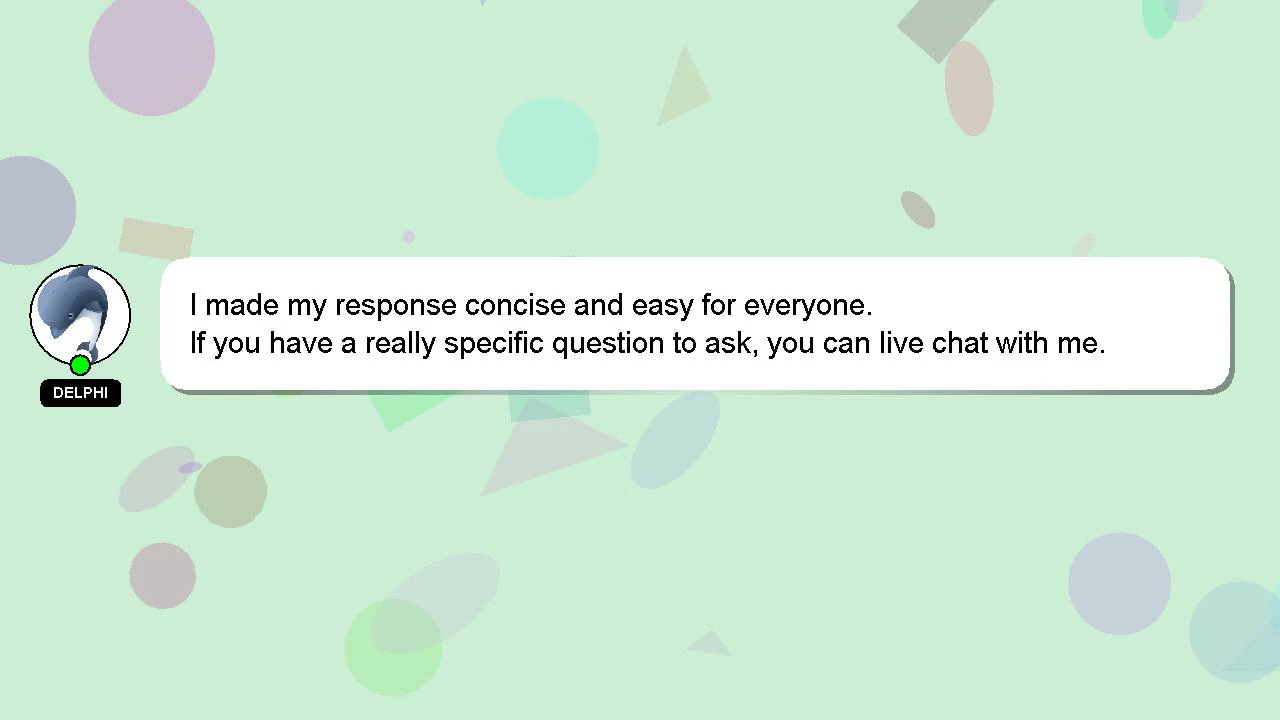 I made my response concise and easy for everyone.
If you have a really specific question to ask, you can live chat with me.
DELPHI